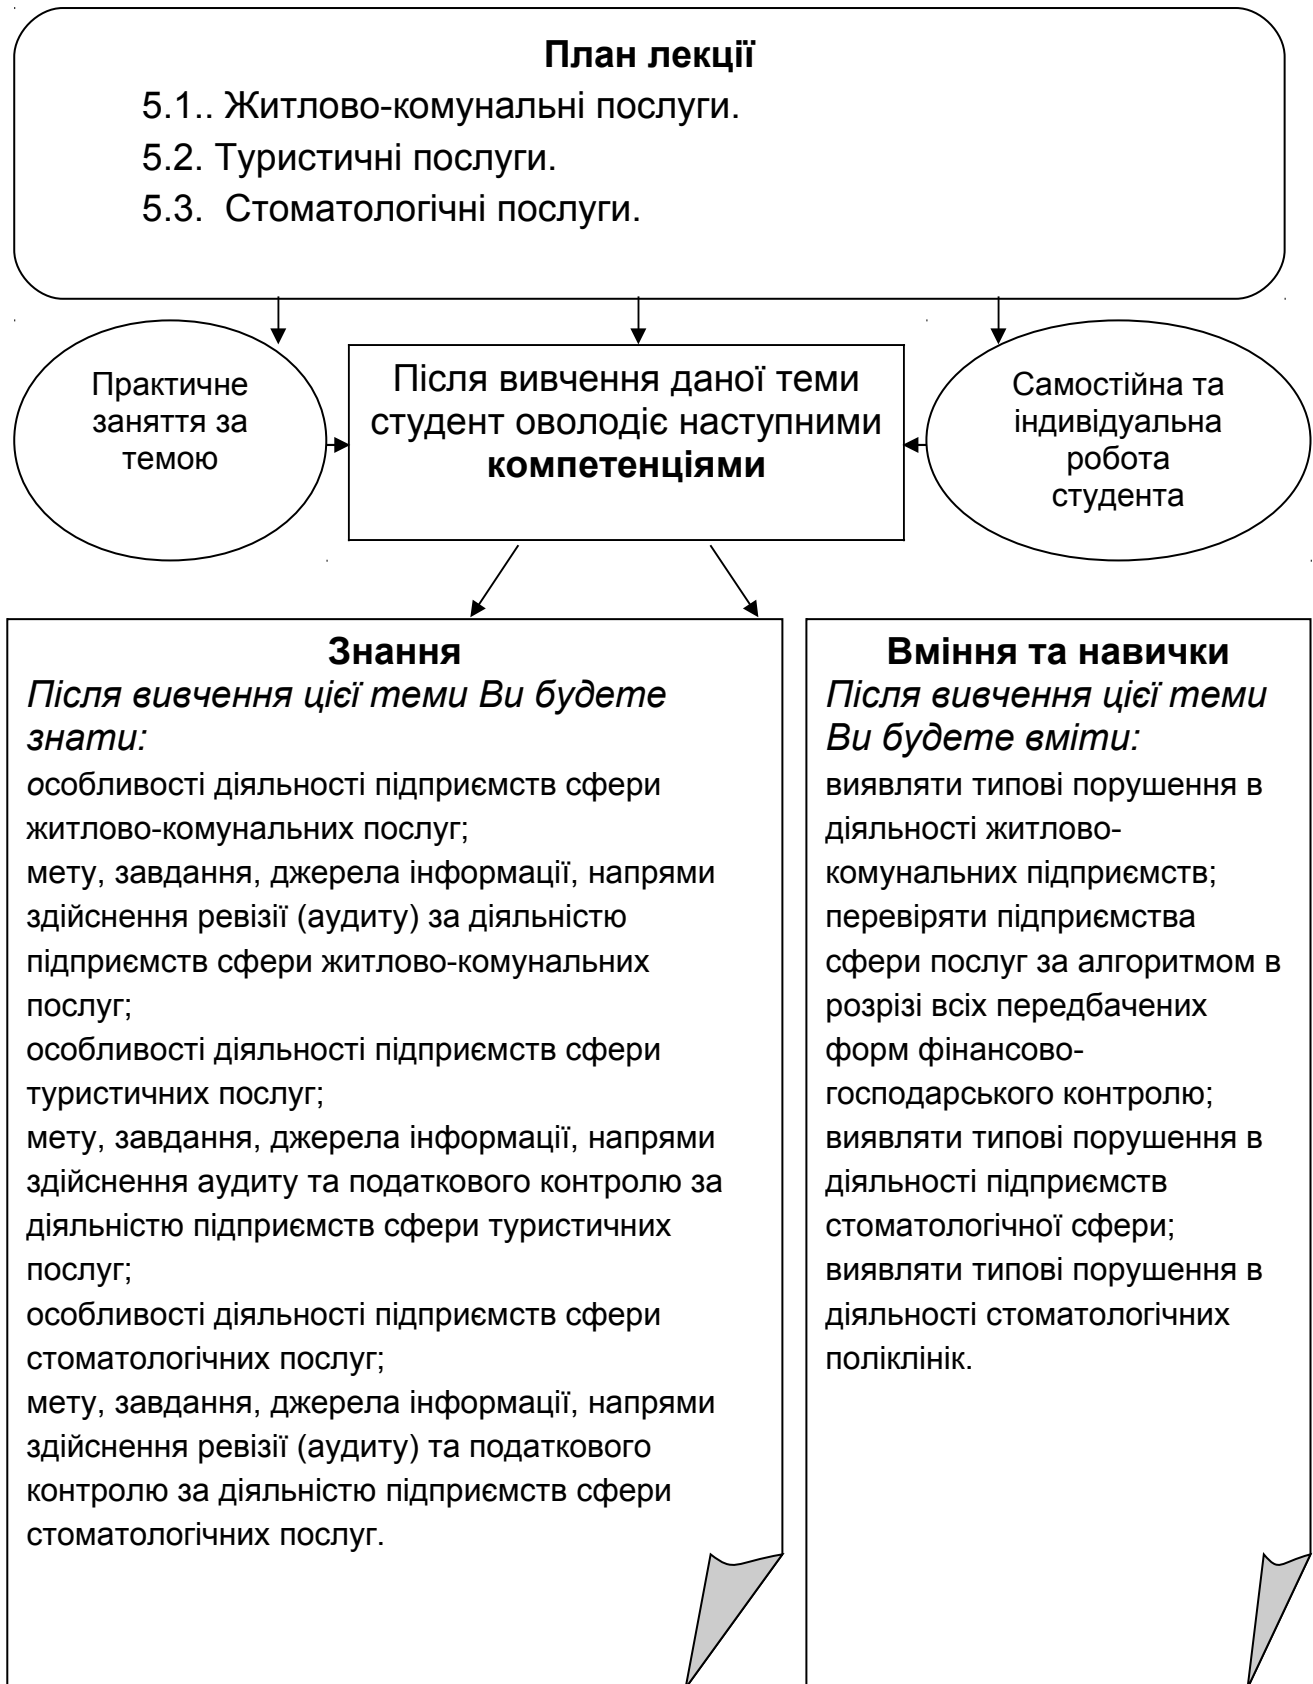 План лекції
5.1.. Житлово-комунальні послуги.
5.2. Туристичні послуги.
5.3. Стоматологічні послуги.
Практичне
заняття за
темою
Після вивчення даної теми
студент оволодіє наступними
компетенціями
Самостійна та
індивідуальна
робота
студента
Знання
Після вивчення цієї теми Ви будете
знати:
особливості діяльності підприємств сфери
житлово-комунальних послуг;
мету, завдання, джерела інформації, напрями
здійснення ревізії (аудиту) за діяльністю
підприємств сфери житлово-комунальних
послуг;
особливості діяльності підприємств сфери
туристичних послуг;
мету, завдання, джерела інформації, напрями
здійснення аудиту та податкового контролю за
діяльністю підприємств сфери туристичних
послуг;
особливості діяльності підприємств сфери
стоматологічних послуг;
мету, завдання, джерела інформації, напрями
здійснення ревізії (аудиту) та податкового
контролю за діяльністю підприємств сфери
стоматологічних послуг.
Вміння та навички
Після вивчення цієї теми
Ви будете вміти:
виявляти типові порушення в
діяльності житлово-
комунальних підприємств;
перевіряти підприємства
сфери послуг за алгоритмом в
розрізі всіх передбачених
форм фінансово-
господарського контролю;
виявляти типові порушення в
діяльності підприємств
стоматологічної сфери;
виявляти типові порушення в
діяльності стоматологічних
поліклінік.